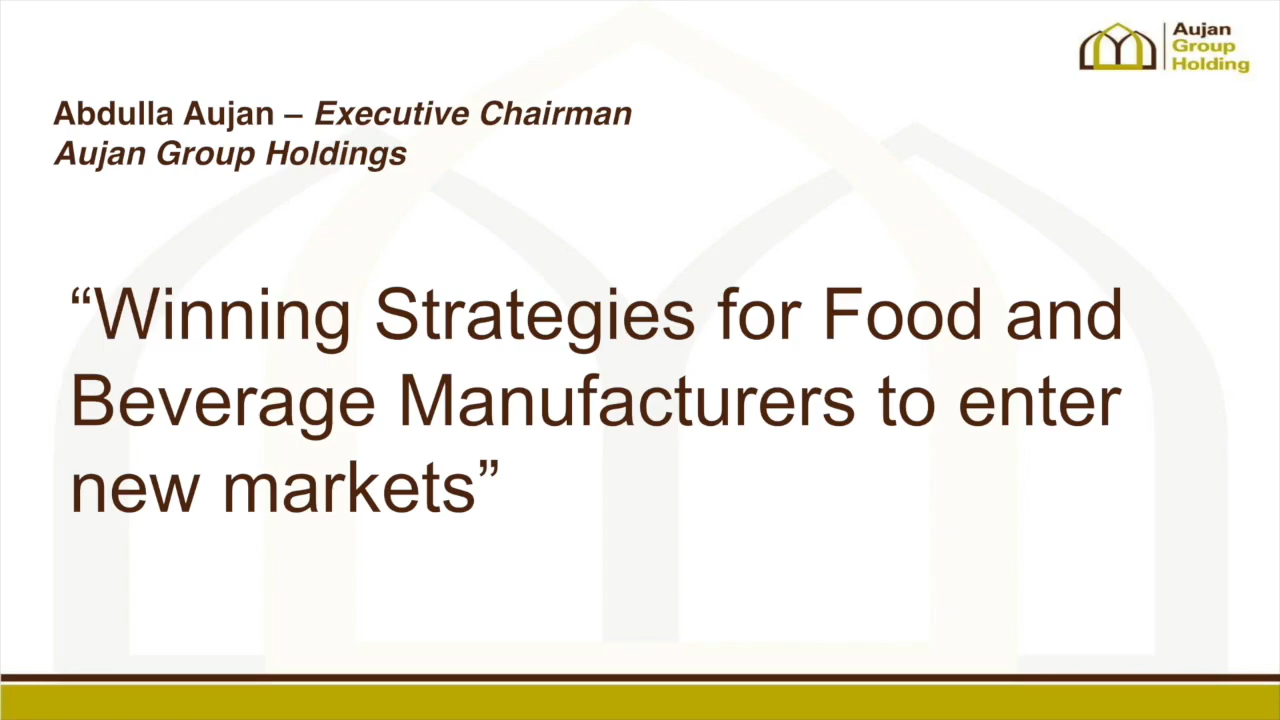 Aujan
Group
Holding
Abdulla Aujan – Executive Chairman
Aujan Group Holdings
“Winning Strategies for Food and
Beverage Manufacturers to enter
new markets”